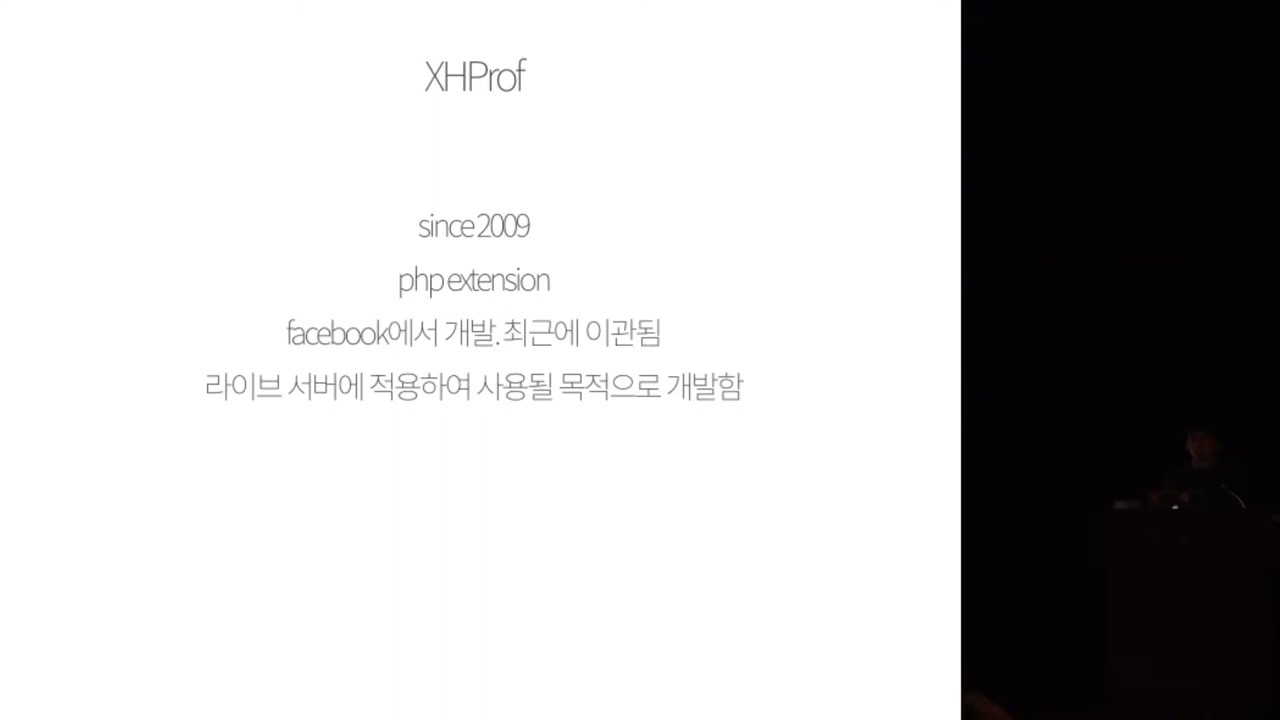 XHProf
since 2009
php extension
facebook에서 개발. 최근에 이관됨
라이브 서버에 적용하여 사용될 목적으로 개발함